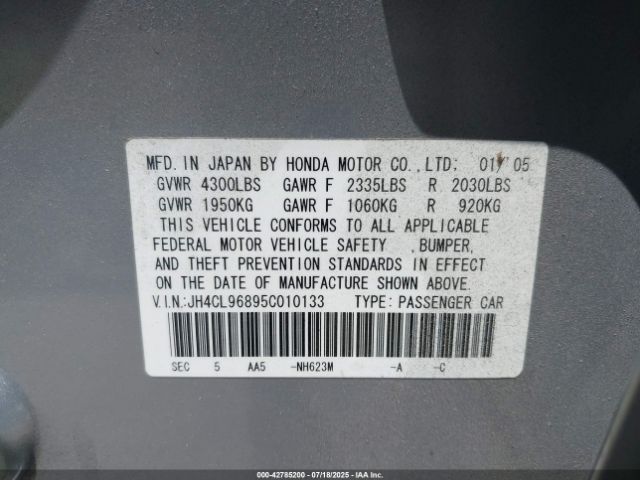 MFD. IN JAPAN BY HONDA MOTOR CO., LTD; 01/'05
GVWR 4300LBS GAWR F 2335LBS R 2030LBS
GVWR 1950KG GAWR F 1060KG R 920KG
THIS VEHICLE CONFORMS TO ALL APPLICABLE
FEDERAL MOTOR VEHICLE SAFETY , BUMPER,
AND THEFT PREVENTION STANDARDS IN EFFECT
ON THE DATE OF MANUFACTURE SHOWN ABOVE.
V.I.N:JH4CL96895C010133 TYPE: PASSENGER CAR
SEC 5 AA5 -NH623M -A -C
000-42785200 - 07/18/2025 - IAA Inc.